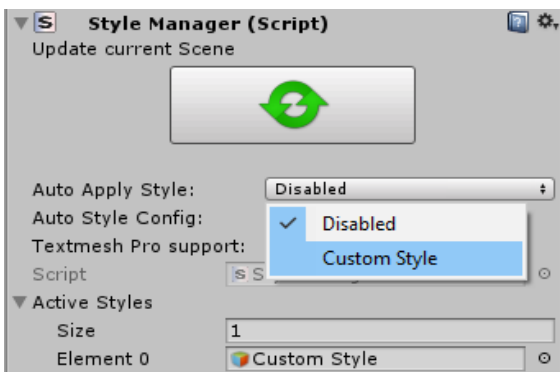 Style Manager (Script)
Update current Scene
Auto Apply Style: Disabled
Auto Style Config: Disabled
Textmesh Pro support: Custom Style
Script S
Active Styles
Size 1
Element 0 Custom Style